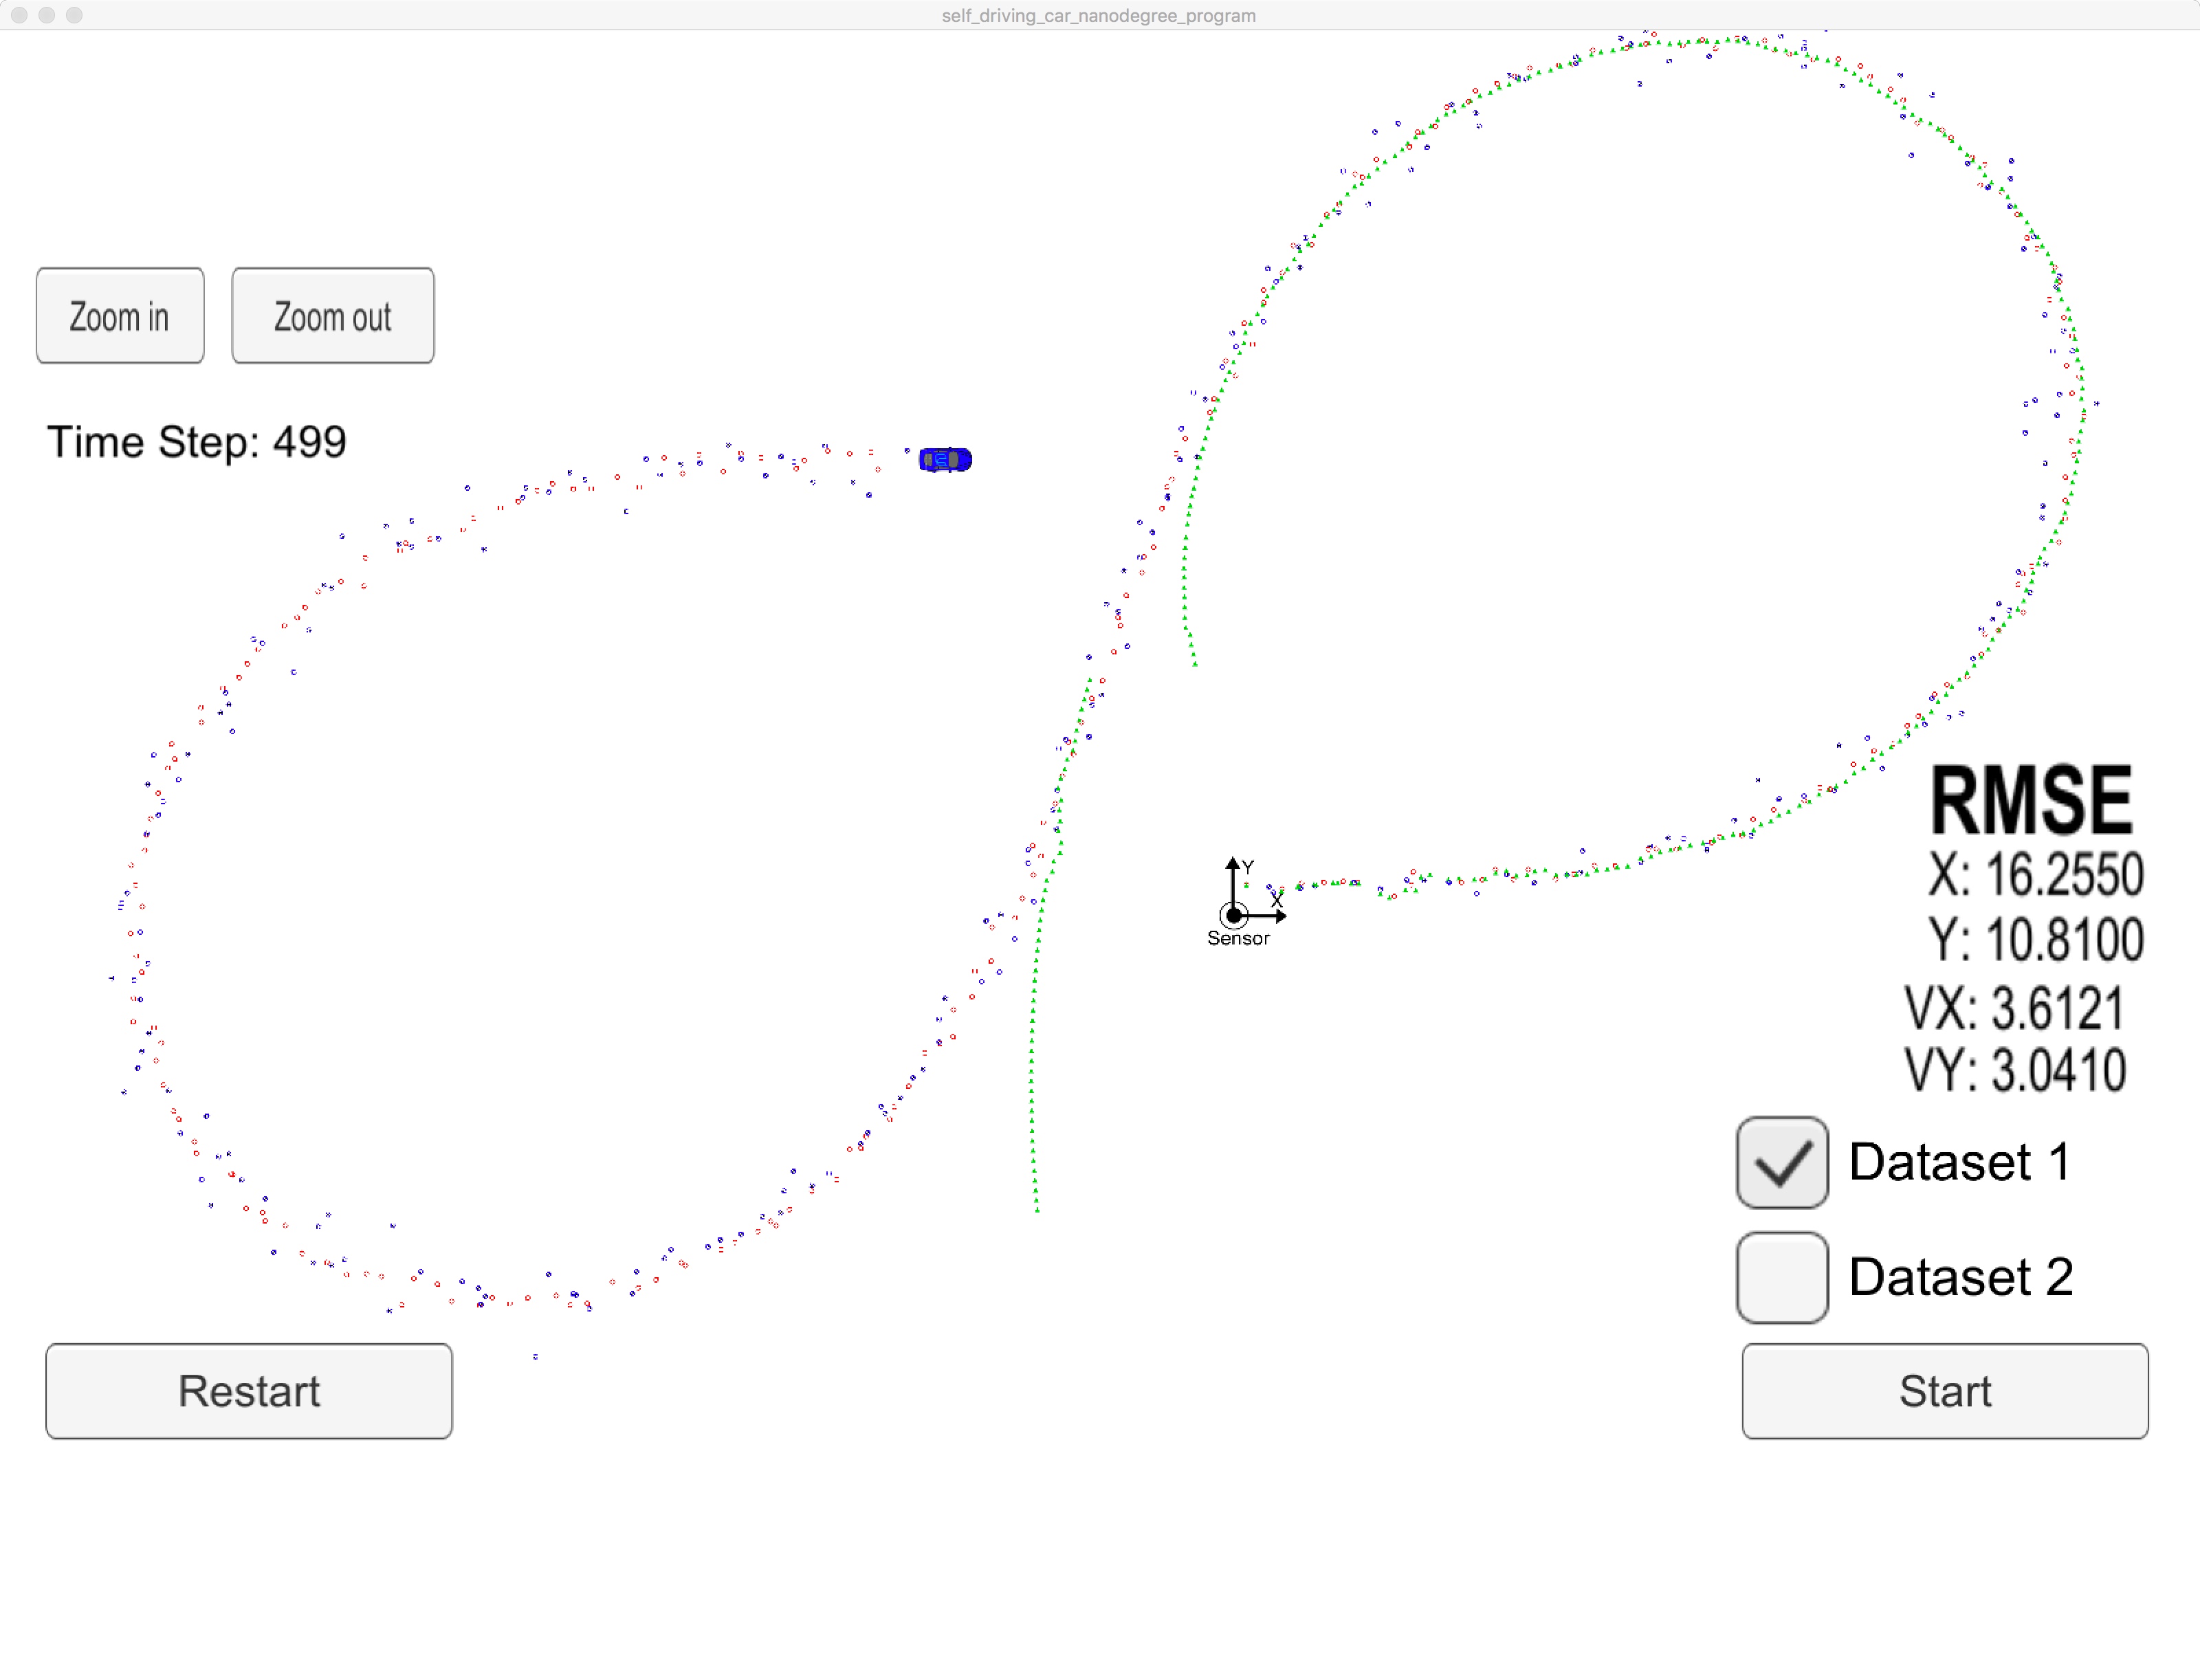 self_driving_car_nanodegree_program
Zoom in
Zoom out
Time Step: 499
Y
X
Sensor
RMSE
X: 16.2550
Y: 10.8100
VX: 3.6121
VY: 3.0410
Dataset 1
Dataset 2
Restart
Start